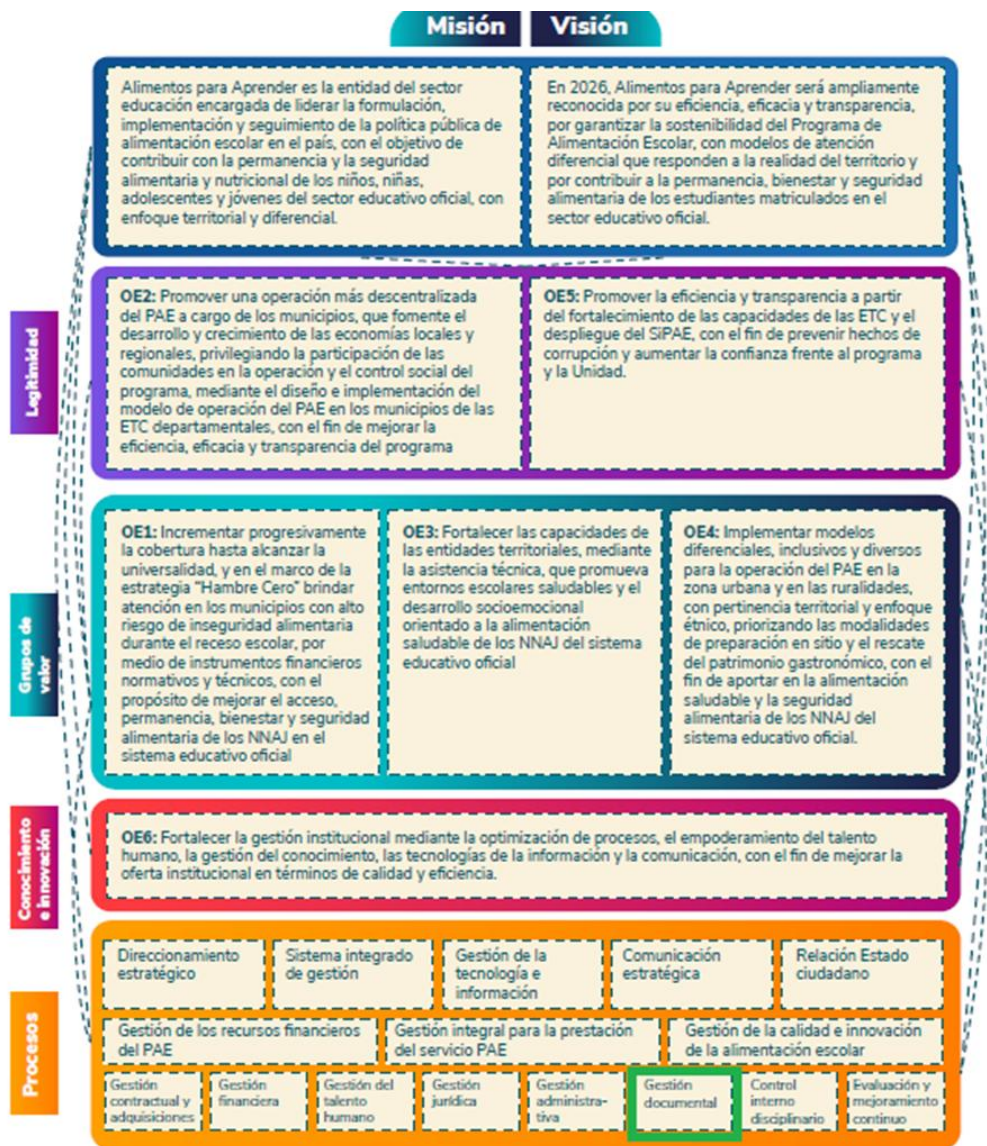 Misión Visión
Alimentos para Aprender es la entidad del sector
educación encargada de liderar la formulación,
implementación y seguimiento de la política pública de
alimentación escolar en el país, con el objetivo de
contribuir con la permanencia y la seguridad
alimentaria y nutricional de los niños, niñas,
adolescentes y jóvenes del sector educativo oficial, con
enfoque territorial y diferencial.
En 2026, Alimentos para Aprender será ampliamente
reconocida por su eficiencia, eficacia y transparencia,
por garantizar la sostenibilidad del Programa de
Alimentación Escolar, con modelos de atención
diferencial que responden a la realidad del territorio y
por contribuir a la permanencia, bienestar y seguridad
alimentaria de los estudiantes matriculados en el
sector educativo oficial.
Legitimidad
OE2: Promover una operación más descentralizada
del PAE a cargo de los municipios, que fomente el
desarrollo y crecimiento de las economías locales y
regionales, privilegiando la participación de las
comunidades en la operación y el control social del
programa, mediante el diseño e implementación del
modelo de operación del PAE en los municipios de las
ETC departamentales, con el fin de mejorar la
eficiencia, eficacia y transparencia del programa
OE5: Promover la eficiencia y transparencia a partir
del fortalecimiento de las capacidades de las ETC y el
despliegue del SiPAE, con el fin de prevenir hechos de
corrupción y aumentar la confianza frente al programa
y la Unidad.
Grupos de
valor
OE1: Incrementar progresivamente
la cobertura hasta alcanzar la
universalidad, y en el marco de la
estrategia "Hambre Cero" brindar
atención en los municipios con alto
riesgo de inseguridad alimentaria
durante el receso escolar, por
medio de instrumentos financieros
normativos y técnicos, con el
propósito de mejorar el acceso,
permanencia, bienestar y seguridad
alimentaria de los NNAJ en el
sistema educativo oficial
OE3: Fortalecer las capacidades de
las entidades territoriales, mediante
la asistencia técnica, que promueva
entornos escolares saludables y el
desarrollo socioemocional
orientado a la alimentación
saludable de los NNAJ del sistema
educativo oficial
OE4: Implementar modelos
diferenciales, inclusivos y diversos
para la operación del PAE en la
zona urbana y en las ruralidades,
con pertinencia territorial y enfoque
étnico, priorizando las modalidades
de preparación en sitio y el rescate
del patrimonio gastronómico, con el
fin de aportar en la alimentación
saludable y la seguridad
alimentaria de los NNAJ del
sistema educativo oficial.
Conocimiento
e innovación
OE6: Fortalecer la gestión institucional mediante la optimización de procesos, el empoderamiento del talento
humano, la gestión del conocimiento, las tecnologías de la información y la comunicación, con el fin de mejorar la
oferta institucional en términos de calidad y eficiencia.
Procesos
Direccionamiento
estratégico
Sistema integrado
de gestión
Gestión de la
tecnología e
información
Comunicación
estratégica
Relación Estado
ciudadano
Gestión de los recursos financieros
del PAE
Gestión integral para la prestación
del servicio PAE
Gestión de la calidad e innovación
de la alimentación escolar
Gestión
contractual y
adquisiciones
Gestión
financiera
Gestión del
talento
humano
Gestión
jurídica
Gestión
administra-
tiva
Gestión
documental
Control
interno
disciplinario
Evaluación y
mejoramiento
continuo